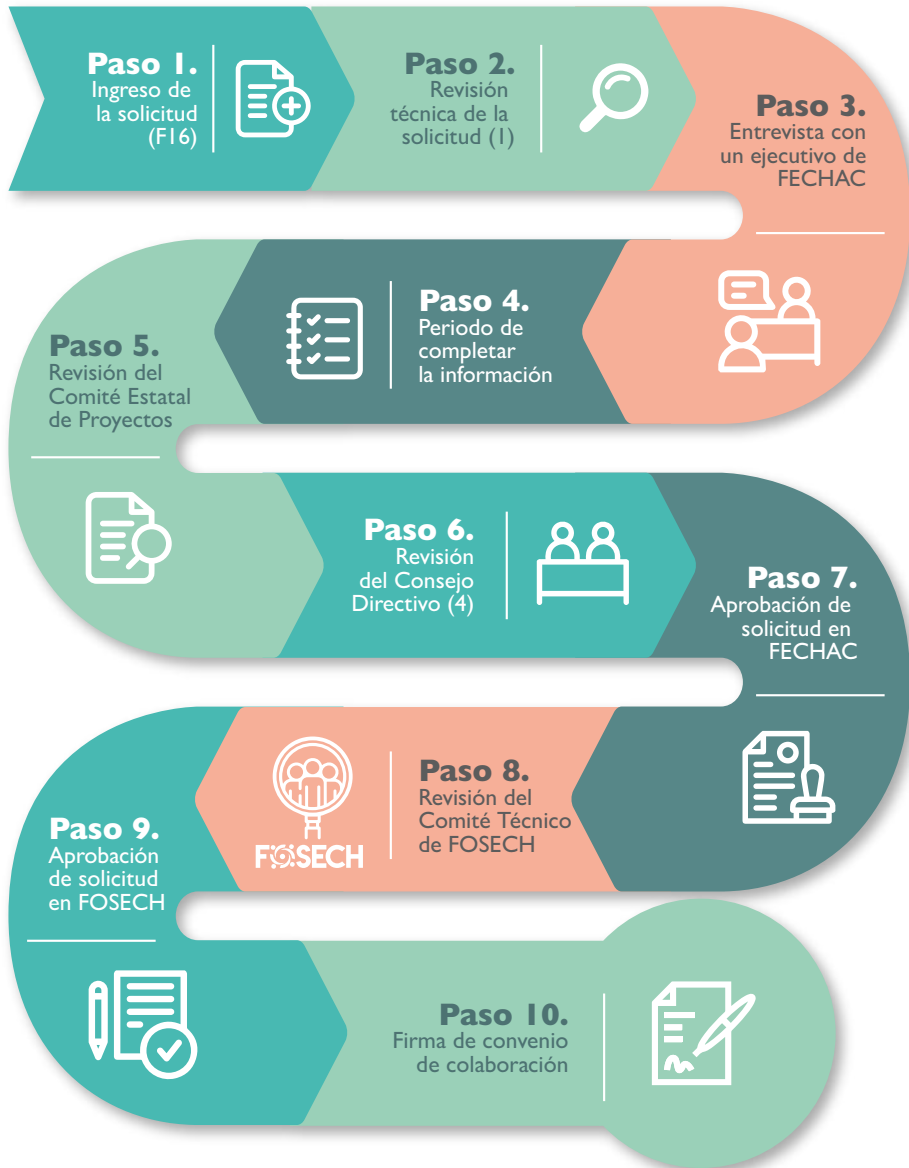 Paso 1.
Ingreso de
la solicitud
(F16)
Paso 2.
Revisión
técnica de la
solicitud (1)
Paso 3.
Entrevista con
un ejecutivo de
FECHAC
Paso 4.
Periodo de
completar
la información
Paso 5.
Revisión del
Comité Estatal
de Proyectos
Paso 6.
Revisión
del Consejo
Directivo (4)
Paso 7.
Aprobación de
solicitud en
FECHAC
FOSECH
Paso 8.
Revisión del
Comité Técnico
de FOSECH
Paso 9.
Aprobación
de solicitud
en FOSECH
Paso 10.
Firma de convenio
de colaboración